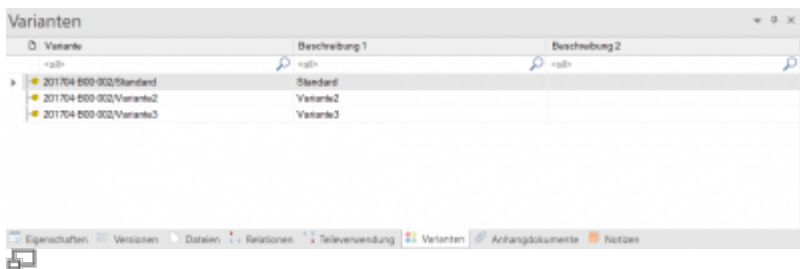 Varianten
Variante Beschreibung 1 Beschreibung 2
<all> <all> <all>
201704-B00-002/Standard Standard
201704-B00-002/Variante2 Variante2
201704-B00-002/Variante3 Variante3
Eigenschaften Versionen Dateien Relationen Teileverwendung Varianten Anhangdokumente Notizen